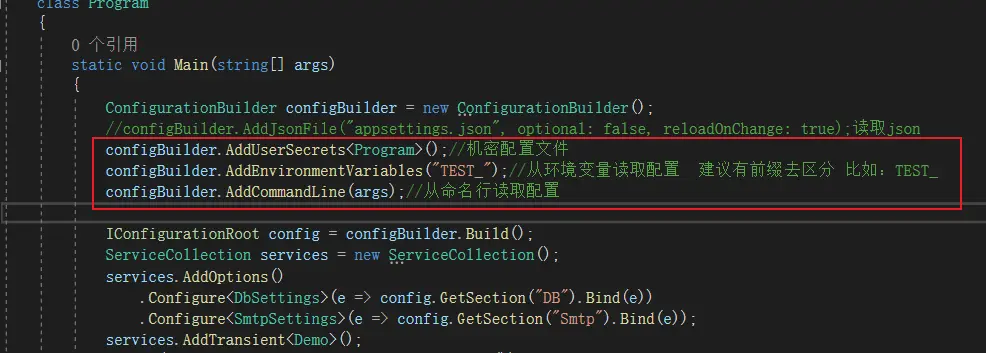 class Program
{
0 个引用
static void Main(string[] args)
{
ConfigurationBuilder configBuilder = new ConfigurationBuilder();
//configBuilder.AddJsonFile("appsettings.json", optional: false, reloadOnChange: true);读取json
configBuilder.AddUserSecrets<Program>();//机密配置文件
configBuilder.AddEnvironmentVariables("TEST_");//从环境变量读取配置 建议有前缀去区分 比如：TEST_
configBuilder.AddCommandLine(args);//从命名行读取配置
IConfigurationRoot config = configBuilder.Build();
ServiceCollection services = new ServiceCollection();
services.AddOptions()
.Configure<DbSettings>(e => config.GetSection("DB").Bind(e))
.Configure<SmtpSettings>(e => config.GetSection("Smtp").Bind(e));
services.AddTransient<Demo>();